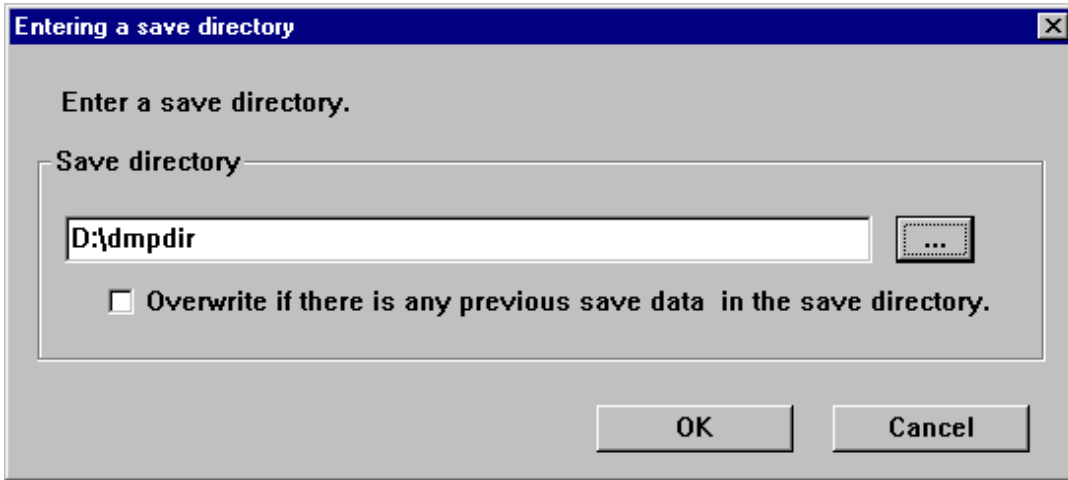 Entering a save directory
Enter a save directory.
Save directory
D:\dmpdir
...
Overwrite if there is any previous save data  in the save directory.
OK
Cancel